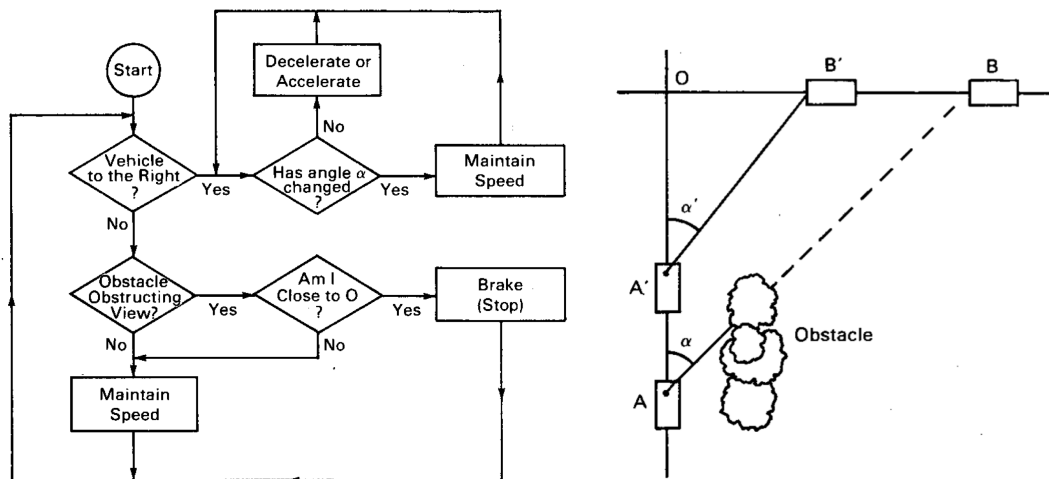 Start
Decelerate or
Accelerate
No
Vehicle
to the Right
?
Yes
Has angle α
changed
?
Yes
Maintain
Speed
No
Obstacle
Obstructing
View?
Yes
Am I
Close to O
?
Yes
Brake
(Stop)
No
No
Maintain
Speed
O
B′
B
α′
A′
Obstacle
α
A